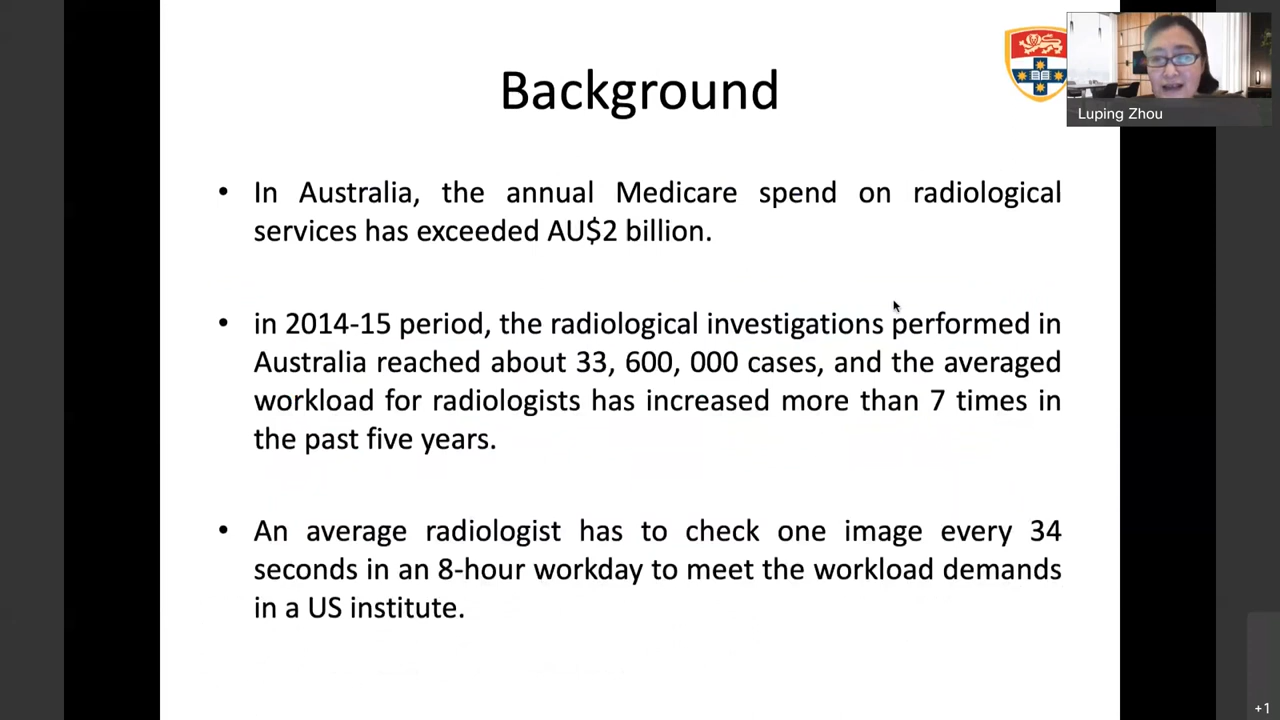 Background
Luping Zhou
• In Australia, the annual Medicare spend on radiological
services has exceeded AU$2 billion.
• in 2014-15 period, the radiological investigations performed in
Australia reached about 33, 600, 000 cases, and the averaged
workload for radiologists has increased more than 7 times in
the past five years.
• An average radiologist has to check one image every 34
seconds in an 8-hour workday to meet the workload demands
in a US institute.
+1